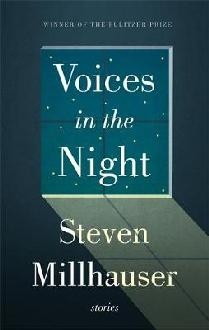 WINNER OF THE PULITZER PRIZE
Voices
in the
Night
Steven
Millhauser
stories